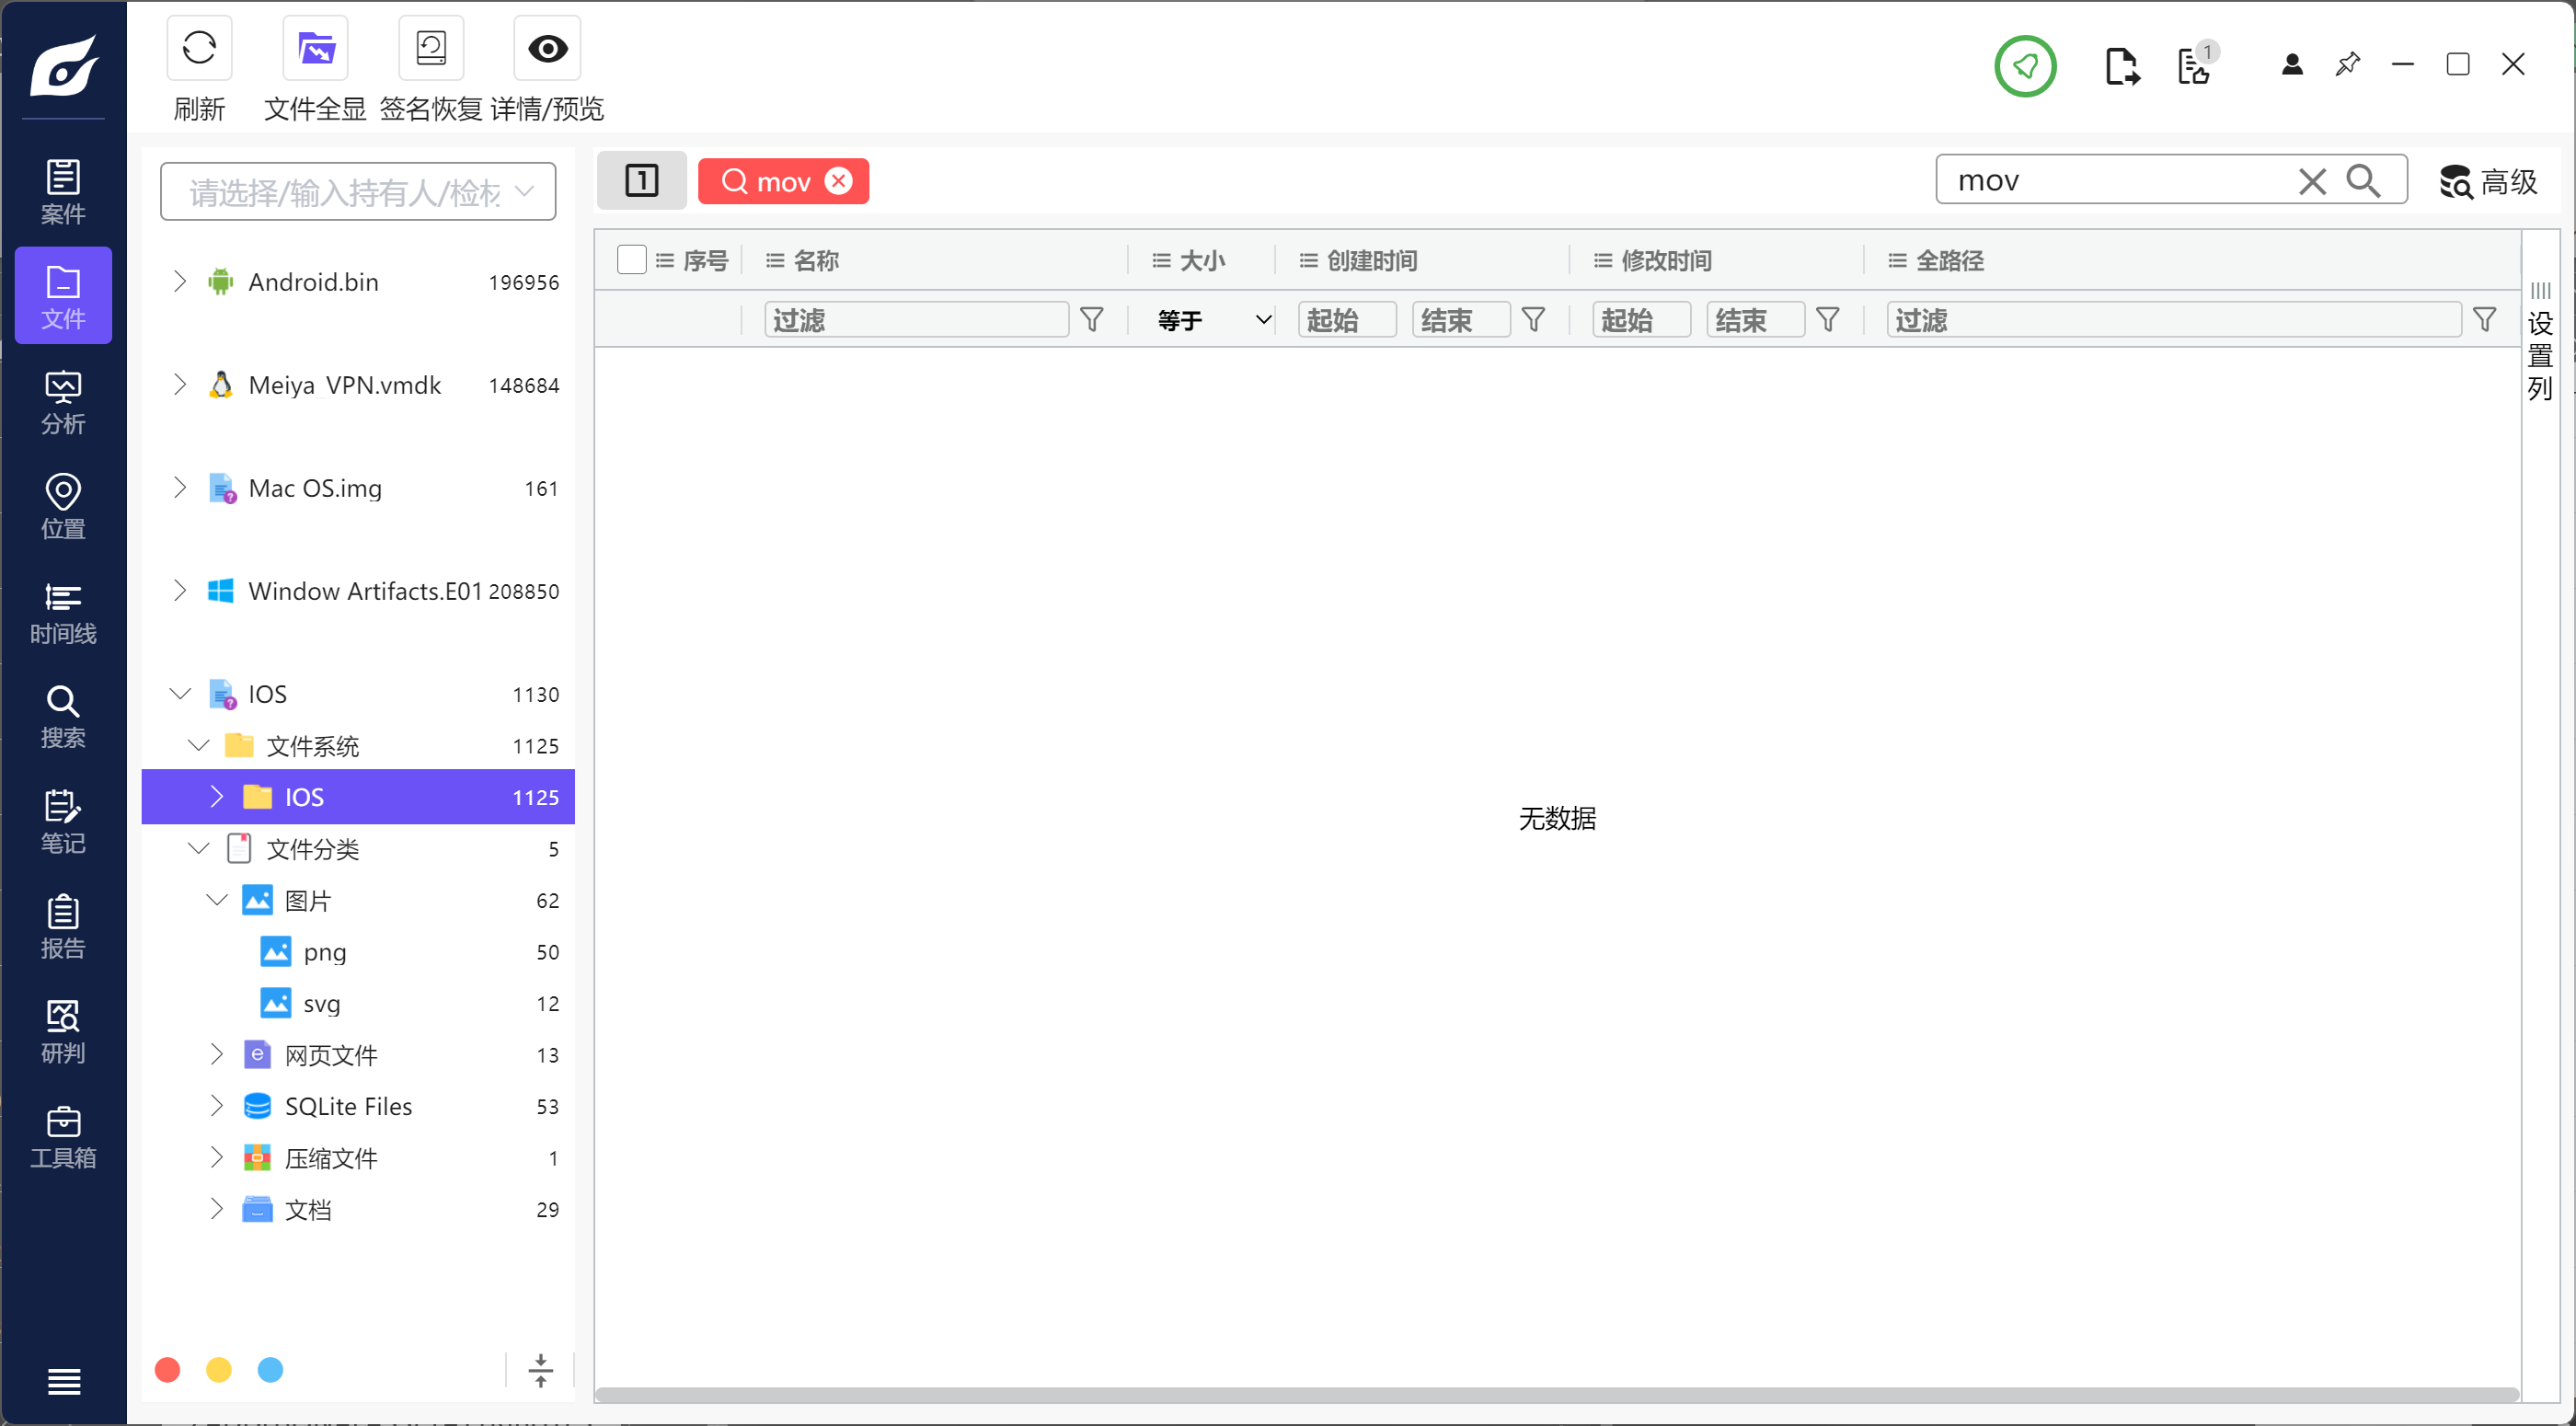 刷新
文件全显
签名恢复
详情/预览
1
案件
文件
分析
位置
时间线
搜索
笔记
报告
研判
工具箱
请选择/输入持有人/检材
Android.bin 196956
Meiya_VPN.vmdk 148684
Mac OS.img 161
Window Artifacts.E01 208850
IOS 1130
文件系统 1125
IOS 1125
文件分类 5
图片 62
png 50
svg 12
网页文件 13
SQLite Files 53
压缩文件 1
文档 29
1
mov
mov
高级
序号 名称 大小 创建时间 修改时间 全路径
过滤 等于 起始 结束 起始 结束 过滤
无数据
设置列